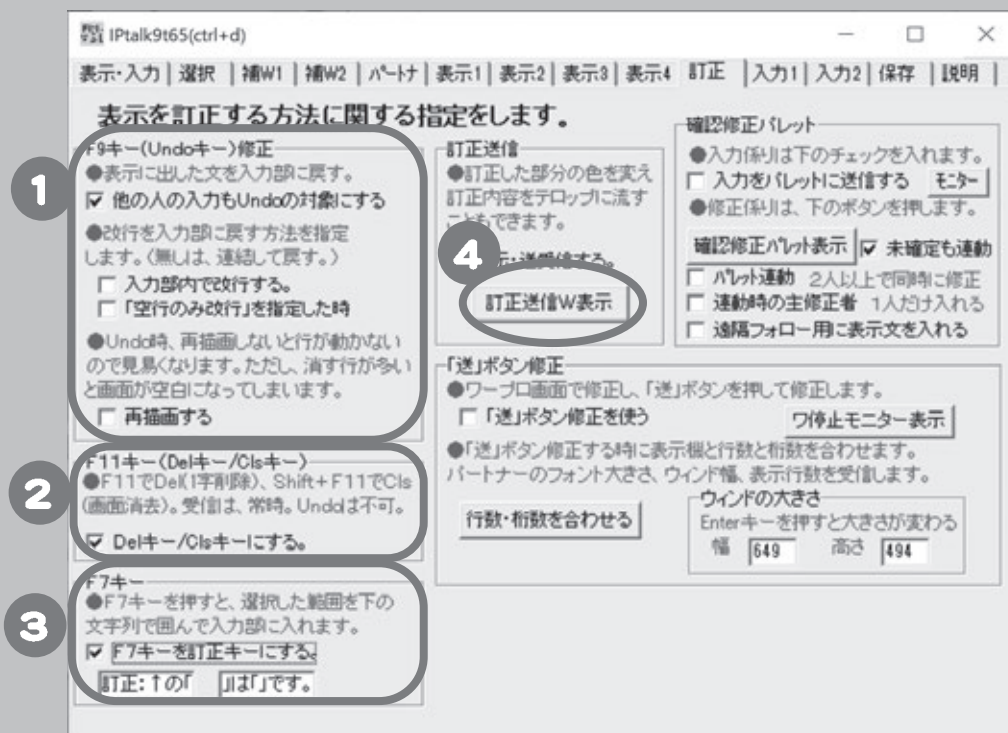 IPtalk9t65(ctrl+d)
表示・入力 選択 補W1 補W2 パートナ 表示1 表示2 表示3 表示4 訂正 入力1 入力2 保存 説明
表示を訂正する方法に関する指定をします。
1
F9キー(Undoキー)修正
●表示に出した文を入力部に戻す。
他の人の入力もUndoの対象にする
●改行を入力部に戻す方法を指定
します。(無しは、連結して戻す。)
入力部内で改行する。
「空行のみ改行」を指定した時
●Undo時、再描画しないと行が動かない
ので見易くなります。ただし、消す行が多い
と画面が空白になってしまいます。
再描画する
2
F11キー(Delキー/Clsキー)
●F11でDel(1字削除)、Shift+F11でCls
(画面消去)。受信は、常時。Undoは不可。
Delキー/Clsキーにする。
3
F7キー
●F7キーを押すと、選択した範囲を下の
文字列で囲んで入力部に入れます。
F7キーを訂正キーにする。
訂正:↑の「 」は「」です。
訂正送信
●訂正した部分の色を変え
訂正内容をテロップに流す
こともできます。
4
示・送受信する。
訂正送信W表示
確認修正パレット
●入力係りは下のチェックを入れます。
入力をパレットに送信する モニター
●修正係りは、下のボタンを押します。
確認修正パレット表示 未確定も連動
パレット連動 2人以上で同時に修正
連動時の主修正者 1人だけ入れる
遠隔フォロー用に表示文を入れる
「送」ボタン修正
●ワープロ画面で修正し、「送」ボタンを押して修正します。
「送」ボタン修正を使う ワ停止モニター表示
●「送」ボタン修正する時に表示機と行数と桁数を合わせます。
パートナーのフォント大きさ、ウィンド幅、表示行数を受信します。
行数・桁数を合わせる
ウィンドの大きさ
Enterキーを押すと大きさが変わる
幅 649 高さ 494